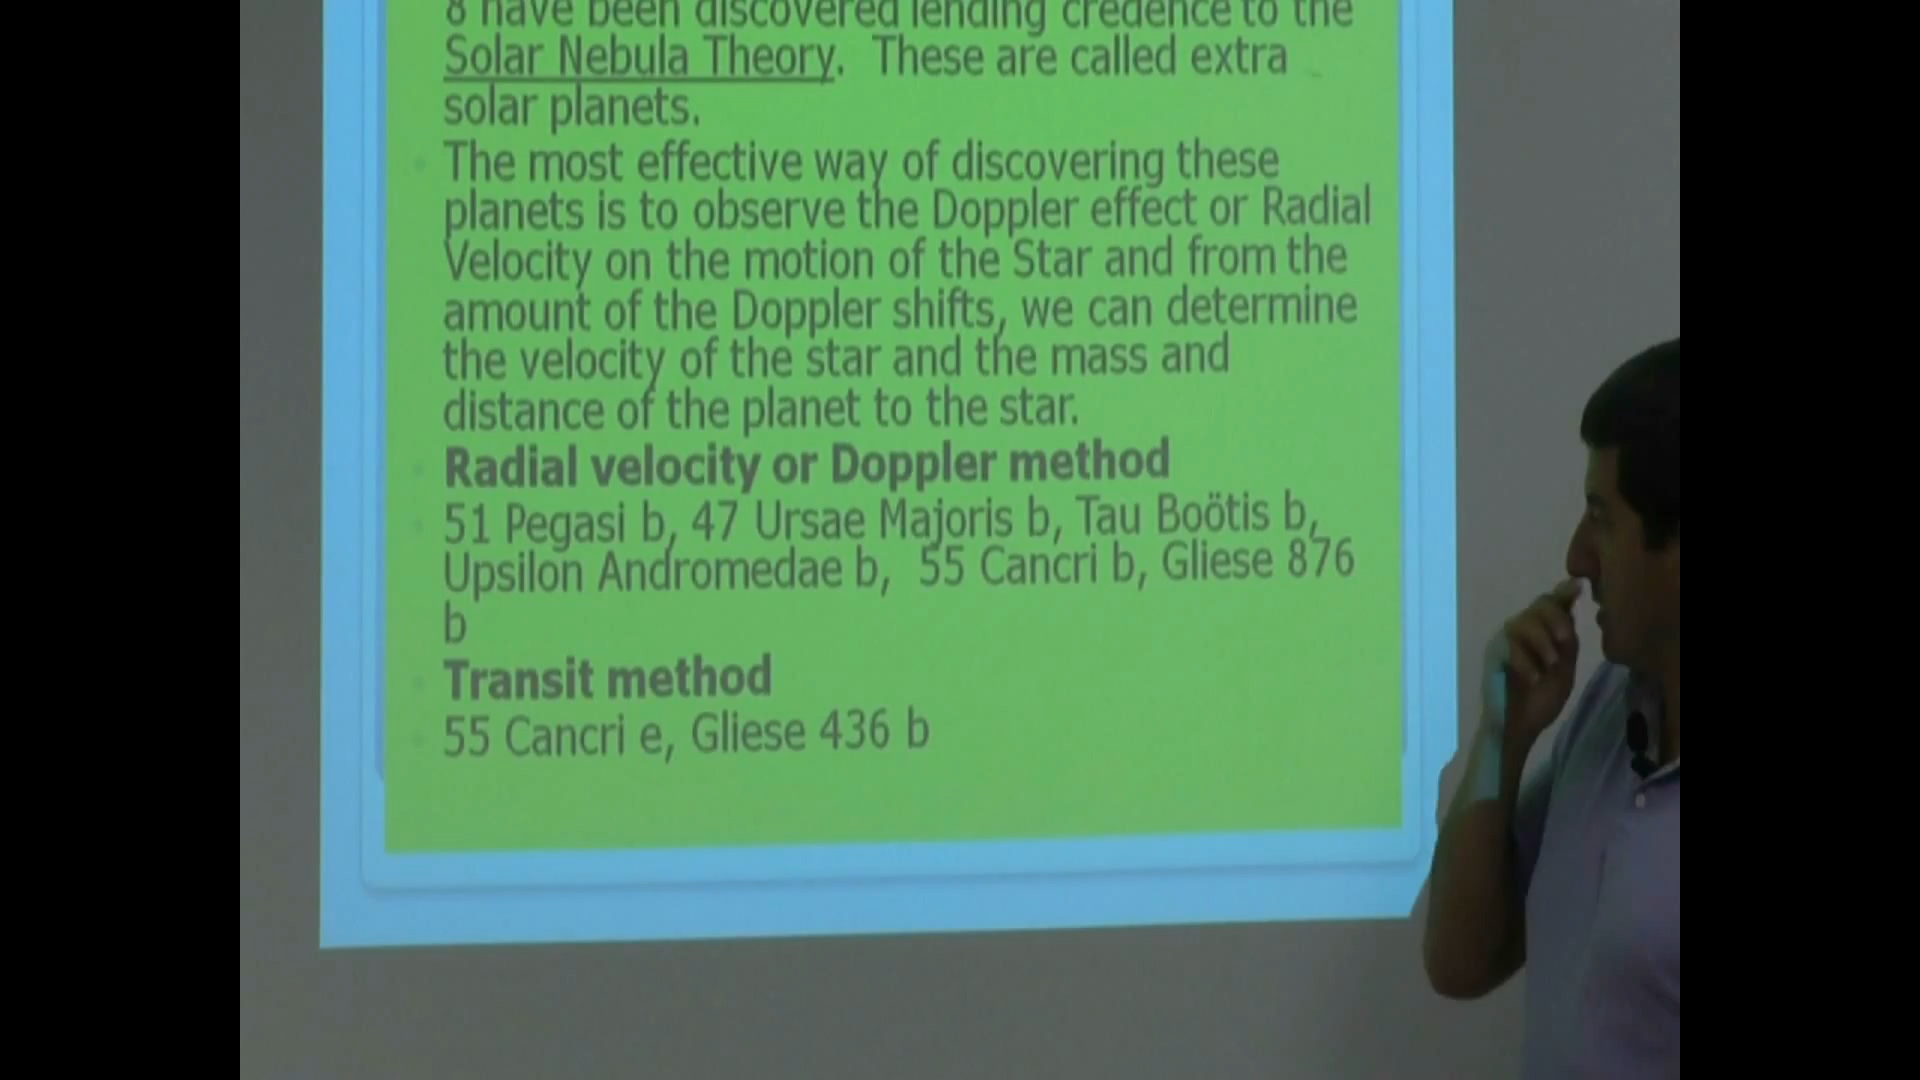 8 have been discovered lending credence to the
Solar Nebula Theory.  These are called extra
solar planets.
The most effective way of discovering these
planets is to observe the Doppler effect or Radial
Velocity on the motion of the Star and from the
amount of the Doppler shifts, we can determine
the velocity of the star and the mass and
distance of the planet to the star.
Radial velocity or Doppler method
51 Pegasi b, 47 Ursae Majoris b, Tau Boötis b,
Upsilon Andromedae b,  55 Cancri b, Gliese 876
b
Transit method
55 Cancri e, Gliese 436 b